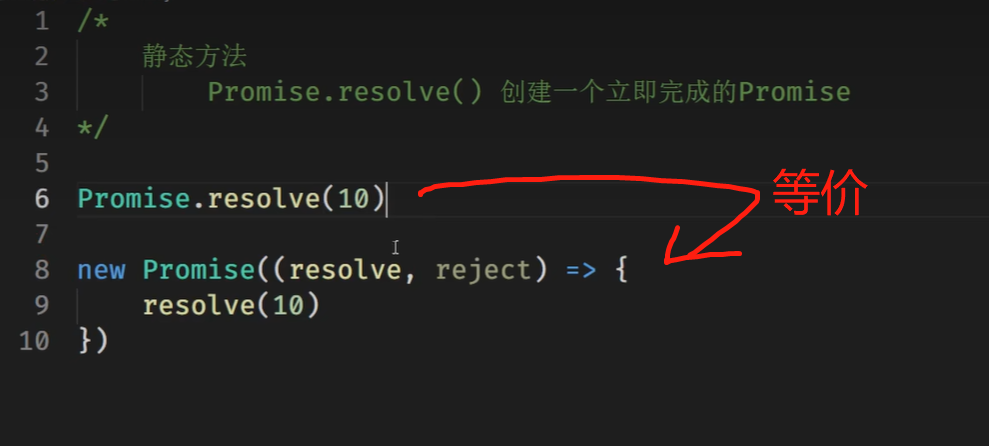 1 /*
2 静态方法
3 Promise.resolve() 创建一个立即完成的Promise
4 */
5
6 Promise.resolve(10)
等价
7
8 new Promise((resolve, reject) => {
9 resolve(10)
10 })